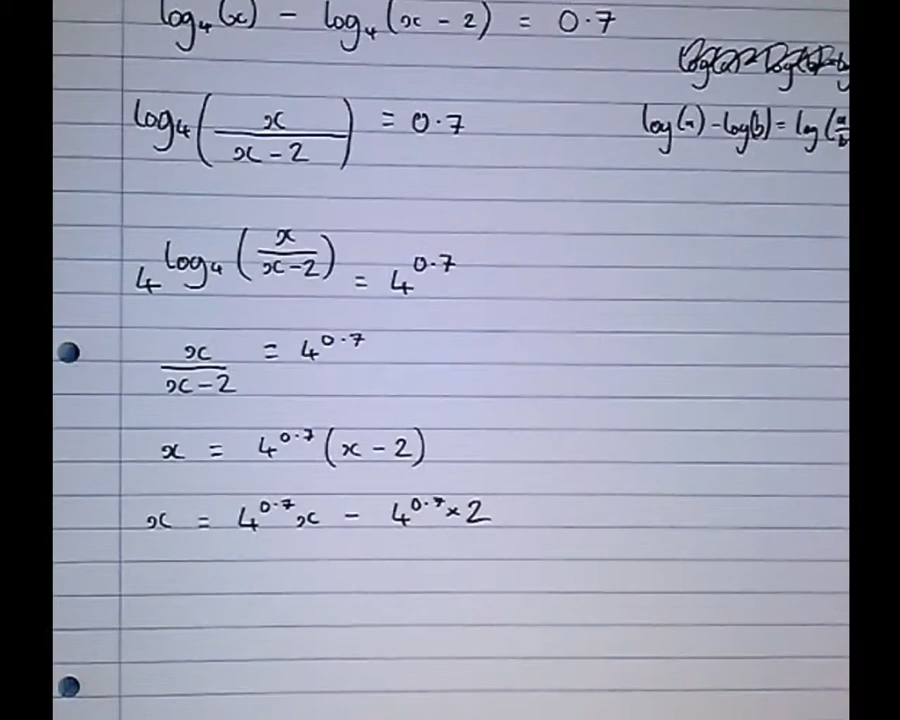 log₄(x) - log₄(x - 2) = 0.7
log(a) - log(b) = log(a/b
log₄(x/(x - 2)) = 0.7
4^(log₄(x/(x - 2))) = 4^0.7
x/(x - 2) = 4^0.7
x = 4^0.7 (x - 2)
x = 4^0.7 x - 4^0.7 × 2